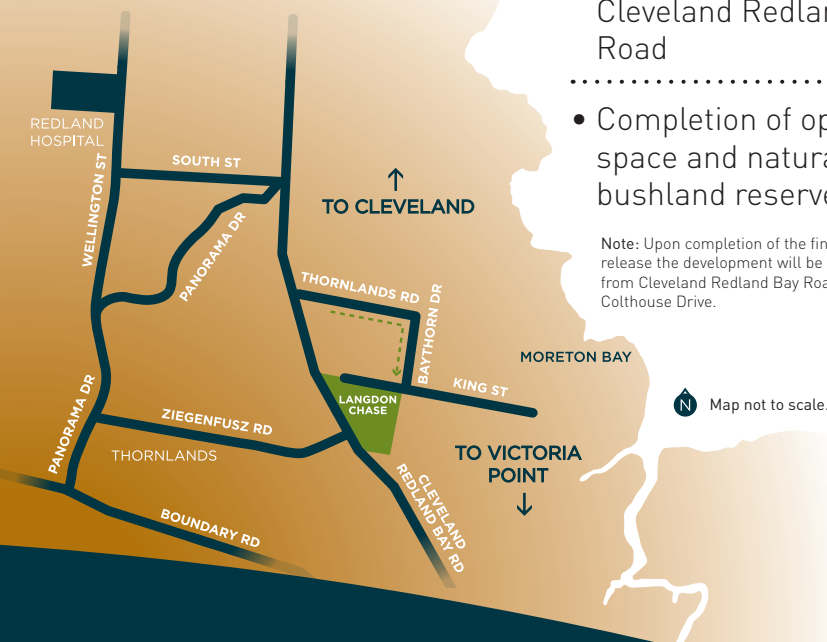 Cleveland Redlan
Road
• Completion of op
space and natura
bushland reserve
Note: Upon completion of the fin
release the development will be
from Cleveland Redland Bay Roa
Colthouse Drive.
REDLAND
HOSPITAL
WELLINGTON ST
SOUTH ST
PANORAMA DR
↑
TO CLEVELAND
THORNLANDS RD
BAYTHORN DR
MORETON BAY
KING ST
LANGDON
CHASE
N Map not to scale.
PANORAMA DR
ZIEGENFUSZ RD
THORNLANDS
TO VICTORIA
POINT
↓
CLEVELAND
REDLAND BAY RD
BOUNDARY RD